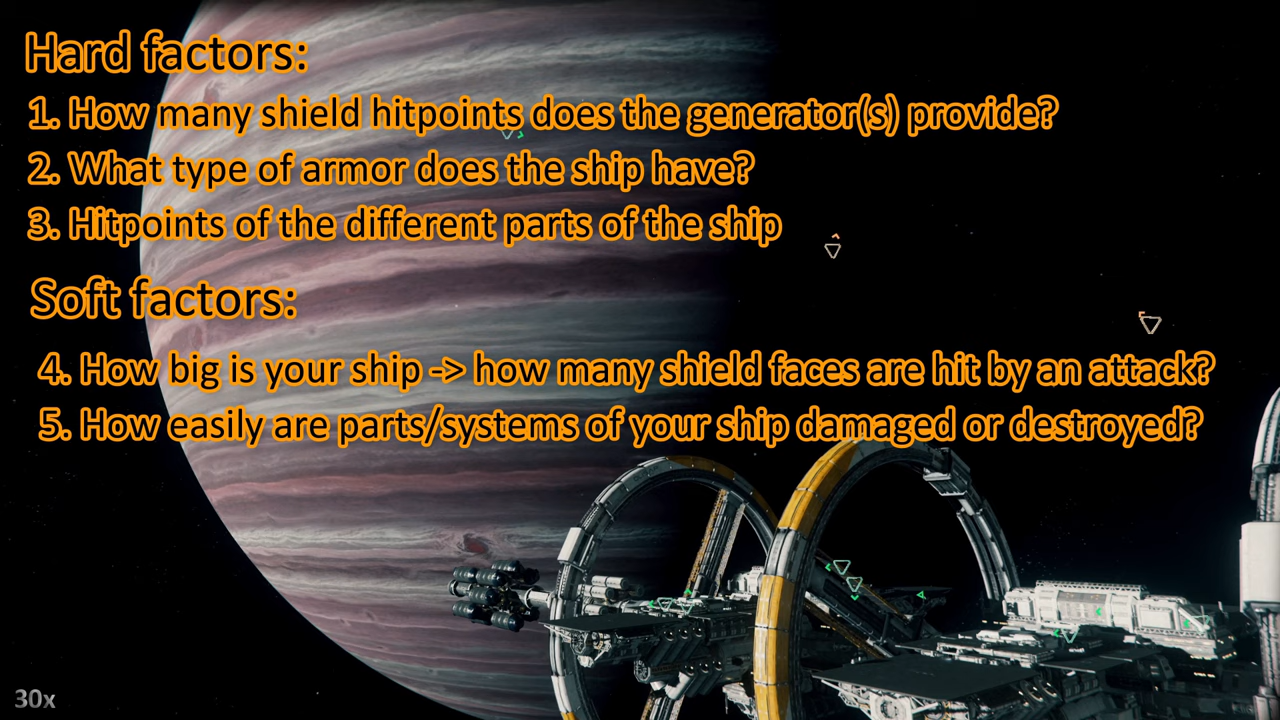 Hard factors:
1. How many shield hitpoints does the generator(s) provide?
2. What type of armor does the ship have?
3. Hitpoints of the different parts of the ship
Soft factors:
4. How big is your ship -> how many shield faces are hit by an attack?
5. How easily are parts/systems of your ship damaged or destroyed?
30x